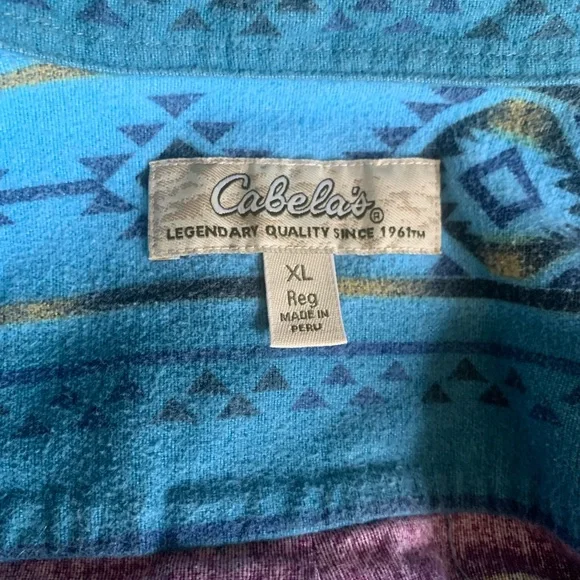 Cabela's®
LEGENDARY QUALITY SINCE 1961™
XL
Reg
MADE IN
PERU